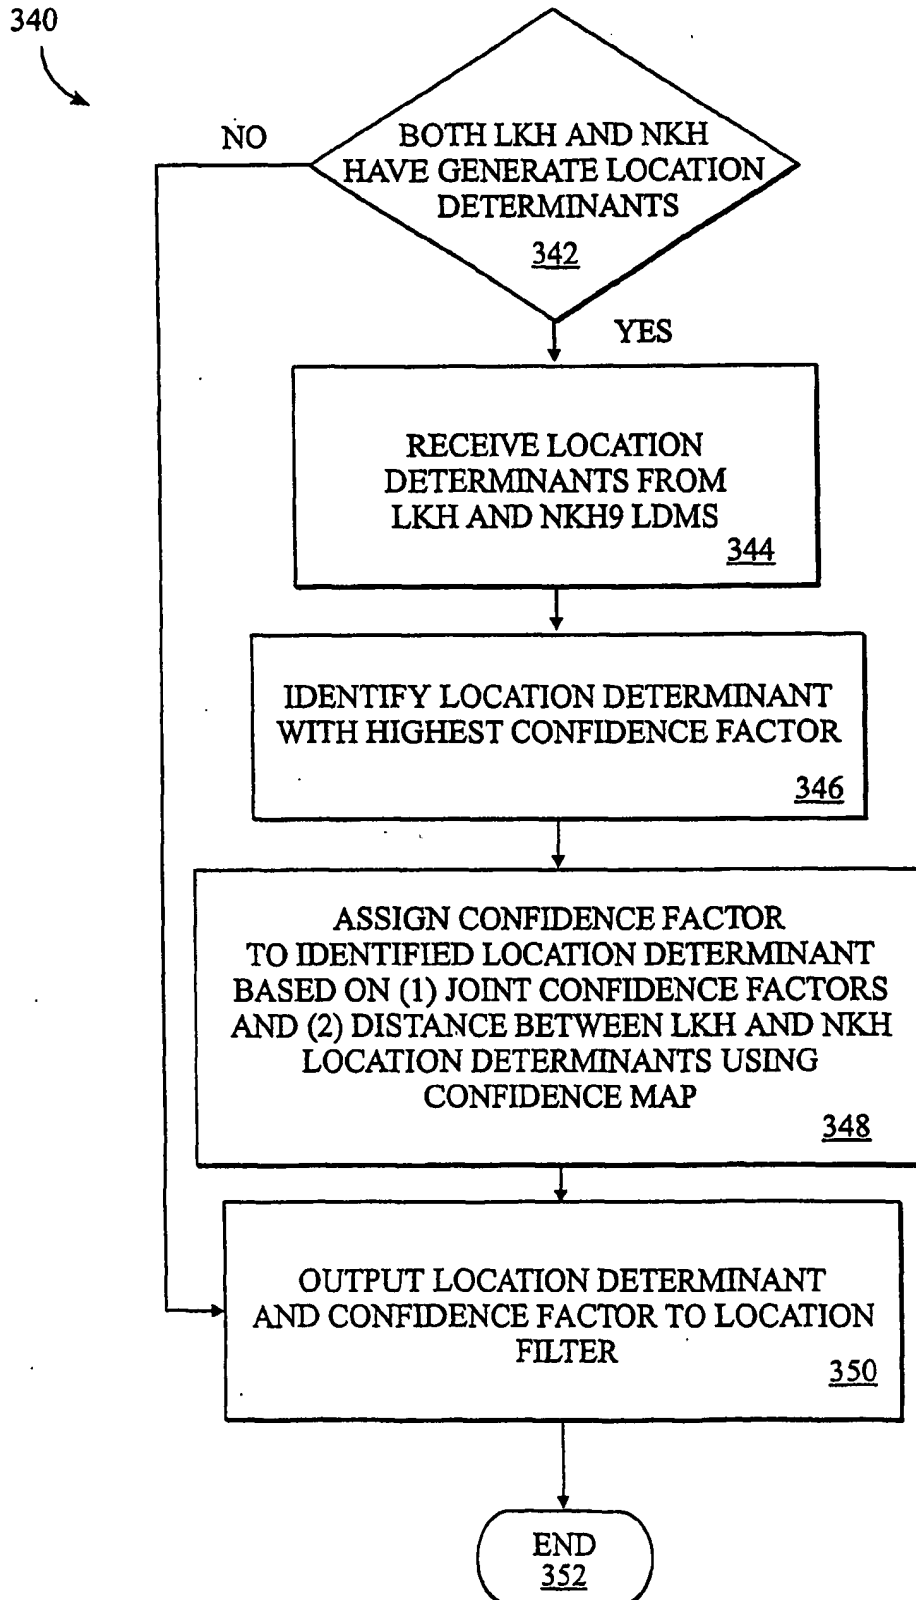 340
NO
BOTH LKH AND NKH
HAVE GENERATE LOCATION
DETERMINANTS
342
YES
RECEIVE LOCATION
DETERMINANTS FROM
LKH AND NKH9 LDMS
344
IDENTIFY LOCATION DETERMINANT
WITH HIGHEST CONFIDENCE FACTOR
346
ASSIGN CONFIDENCE FACTOR
TO IDENTIFIED LOCATION DETERMINANT
BASED ON (1) JOINT CONFIDENCE FACTORS
AND (2) DISTANCE BETWEEN LKH AND NKH
LOCATION DETERMINANTS USING
CONFIDENCE MAP
348
OUTPUT LOCATION DETERMINANT
AND CONFIDENCE FACTOR TO LOCATION
FILTER
350
END
352